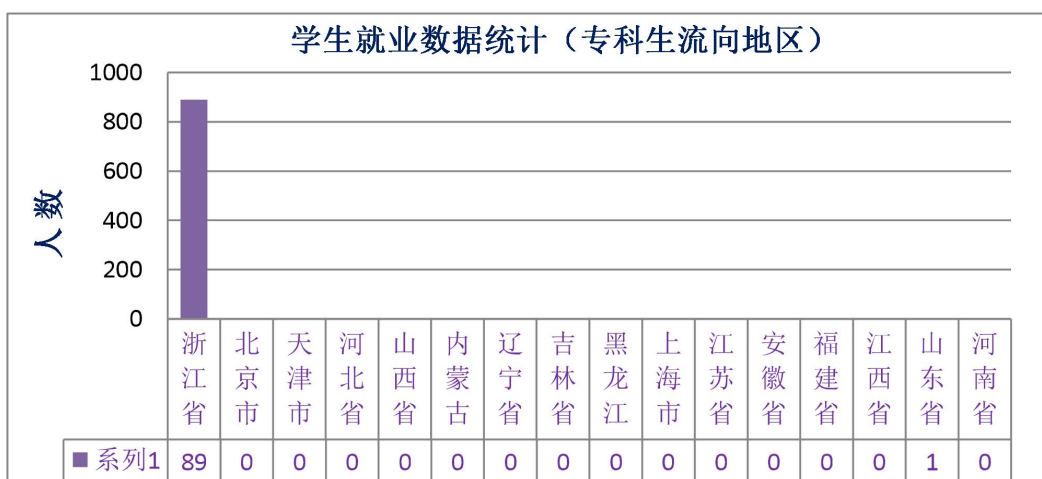 学生就业数据统计（专科生流向地区）
1000
800
600
400
200
0
人数
浙江省 北京市 天津市 河北省 山西省 内蒙古 辽宁省 吉林省 黑龙江 上海市 江苏省 安徽省 福建省 江西省 山东省 河南省
系列1 89 0 0 0 0 0 0 0 0 0 0 0 0 0 1 0